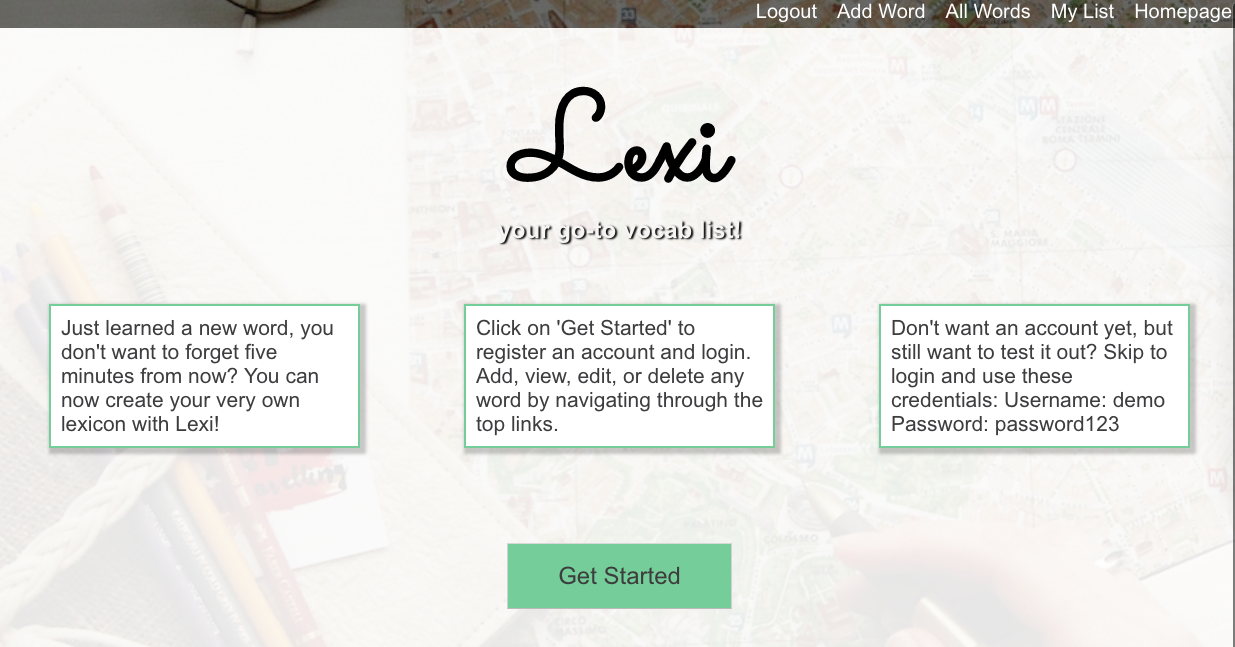 Logout Add Word All Words My List Homepage
Lexi
your go-to vocab list!
Just learned a new word, you
don't want to forget five
minutes from now? You can
now create your very own
lexicon with Lexi!
Click on 'Get Started' to
register an account and login.
Add, view, edit, or delete any
word by navigating through the
top links.
Don't want an account yet, but
still want to test it out? Skip to
login and use these
credentials: Username: demo
Password: password123
Get Started